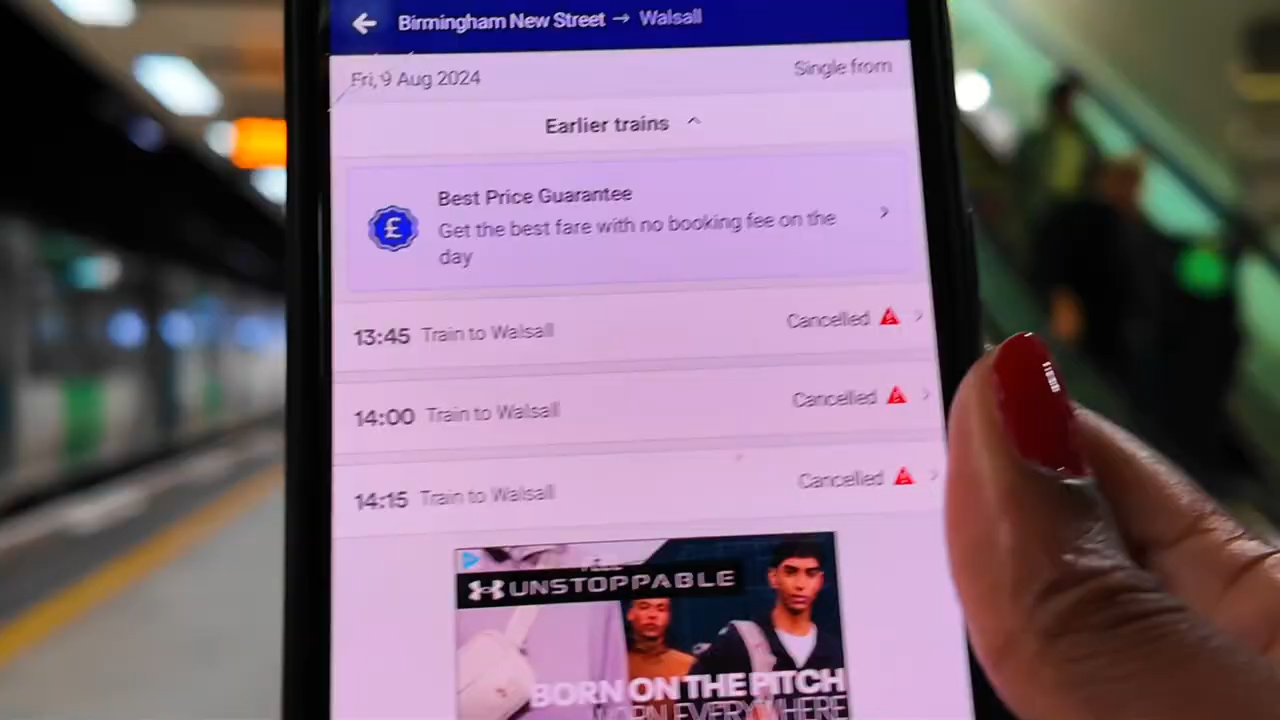 Birmingham New Street → Walsall
Fri, 9 Aug 2024
Single from
Earlier trains
£
Best Price Guarantee
Get the best fare with no booking fee on the
day
13:45 Train to Walsall Cancelled
14:00 Train to Walsall Cancelled
14:15 Train to Walsall Cancelled
UNSTOPPABLE
BORN ON THE PITCH
WORN EVERYWHERE